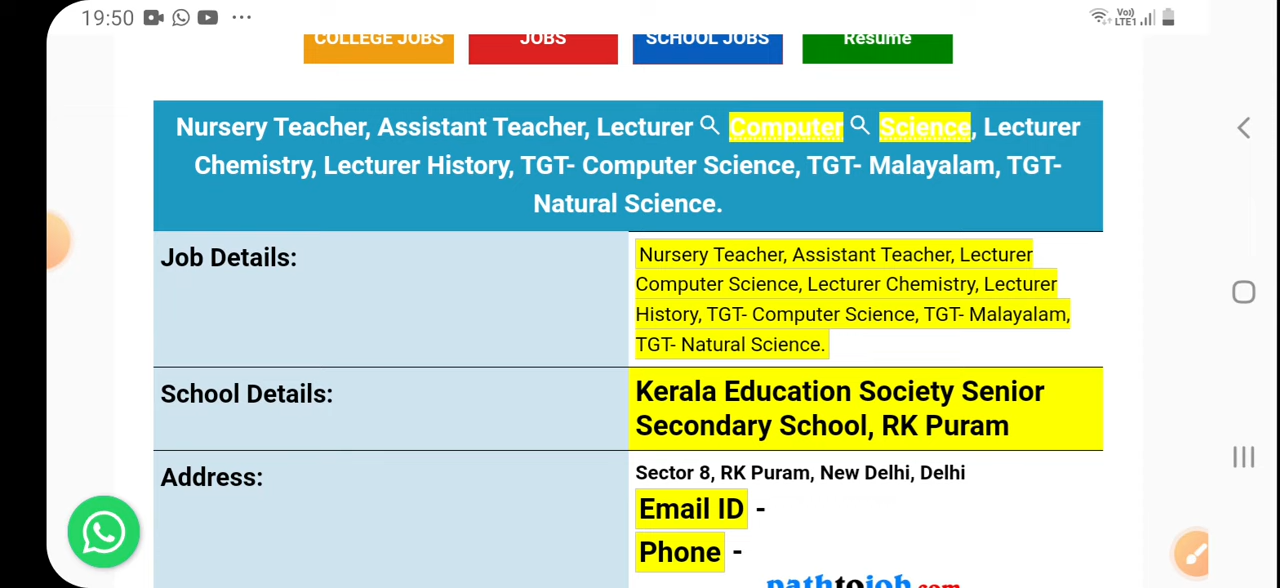 19:50
Vo)
LTE1
COLLEGE JOBS
JOBS
SCHOOL JOBS
Resume
Nursery Teacher, Assistant Teacher, Lecturer Computer Science, Lecturer
Chemistry, Lecturer History, TGT- Computer Science, TGT- Malayalam, TGT-
Natural Science.
Job Details:
Nursery Teacher, Assistant Teacher, Lecturer
Computer Science, Lecturer Chemistry, Lecturer
History, TGT- Computer Science, TGT- Malayalam,
TGT- Natural Science.
School Details:
Kerala Education Society Senior
Secondary School, RK Puram
Address:
Sector 8, RK Puram, New Delhi, Delhi
Email ID -
Phone -
pathtojob.com